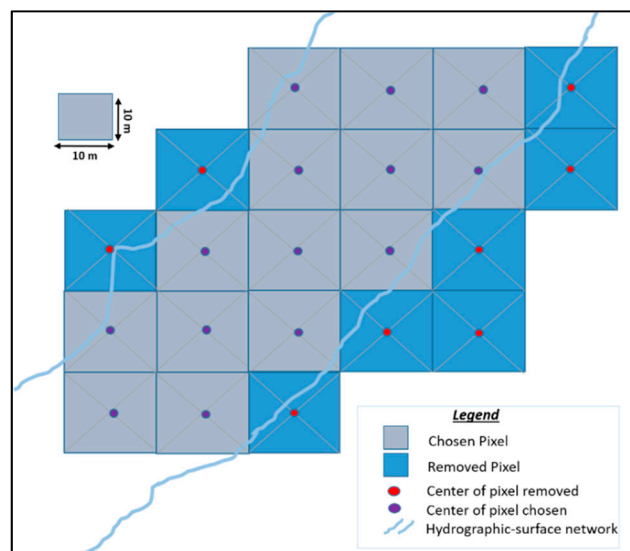 10 m
10 m
Legend
Chosen Pixel
Removed Pixel
Center of pixel removed
Center of pixel chosen
Hydrographic-surface network